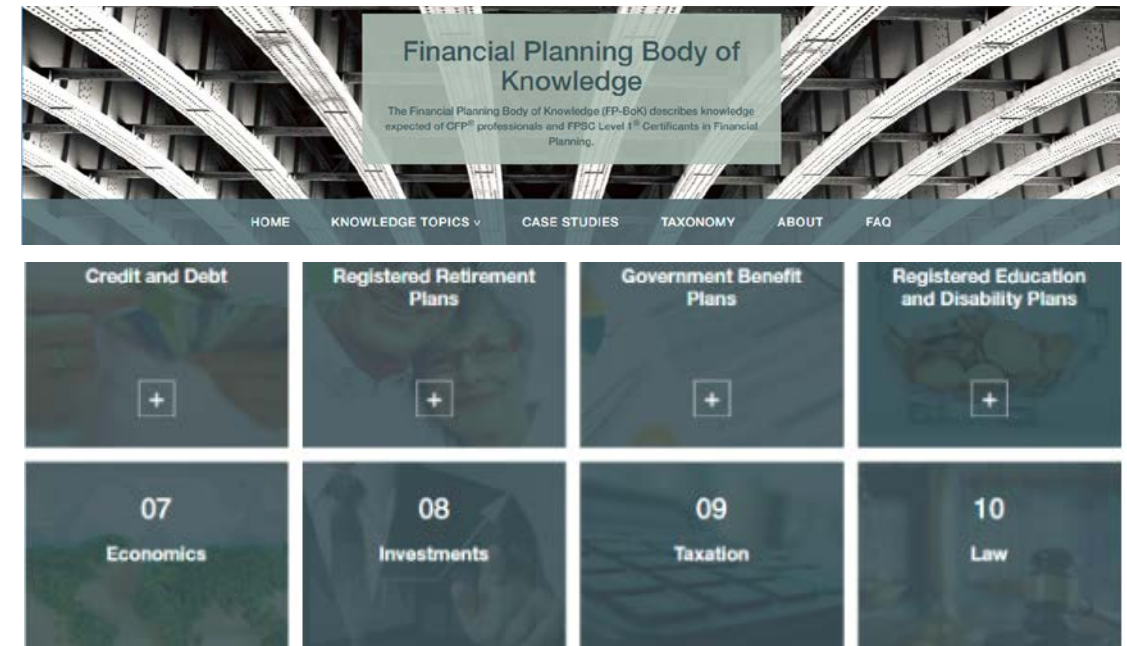 Financial Planning Body of
Knowledge
The Financial Planning Body of Knowledge (FP-BoK) describes knowledge
expected of CFP® professionals and FPSC Level 1® Certificants in Financial
Planning.
HOME KNOWLEDGE TOPICS v CASE STUDIES TAXONOMY ABOUT FAQ
Credit and Debt
Registered Retirement
Plans
Government Benefit
Plans
Registered Education
and Disability Plans
+
+
+
+
07
Economics
08
Investments
09
Taxation
10
Law